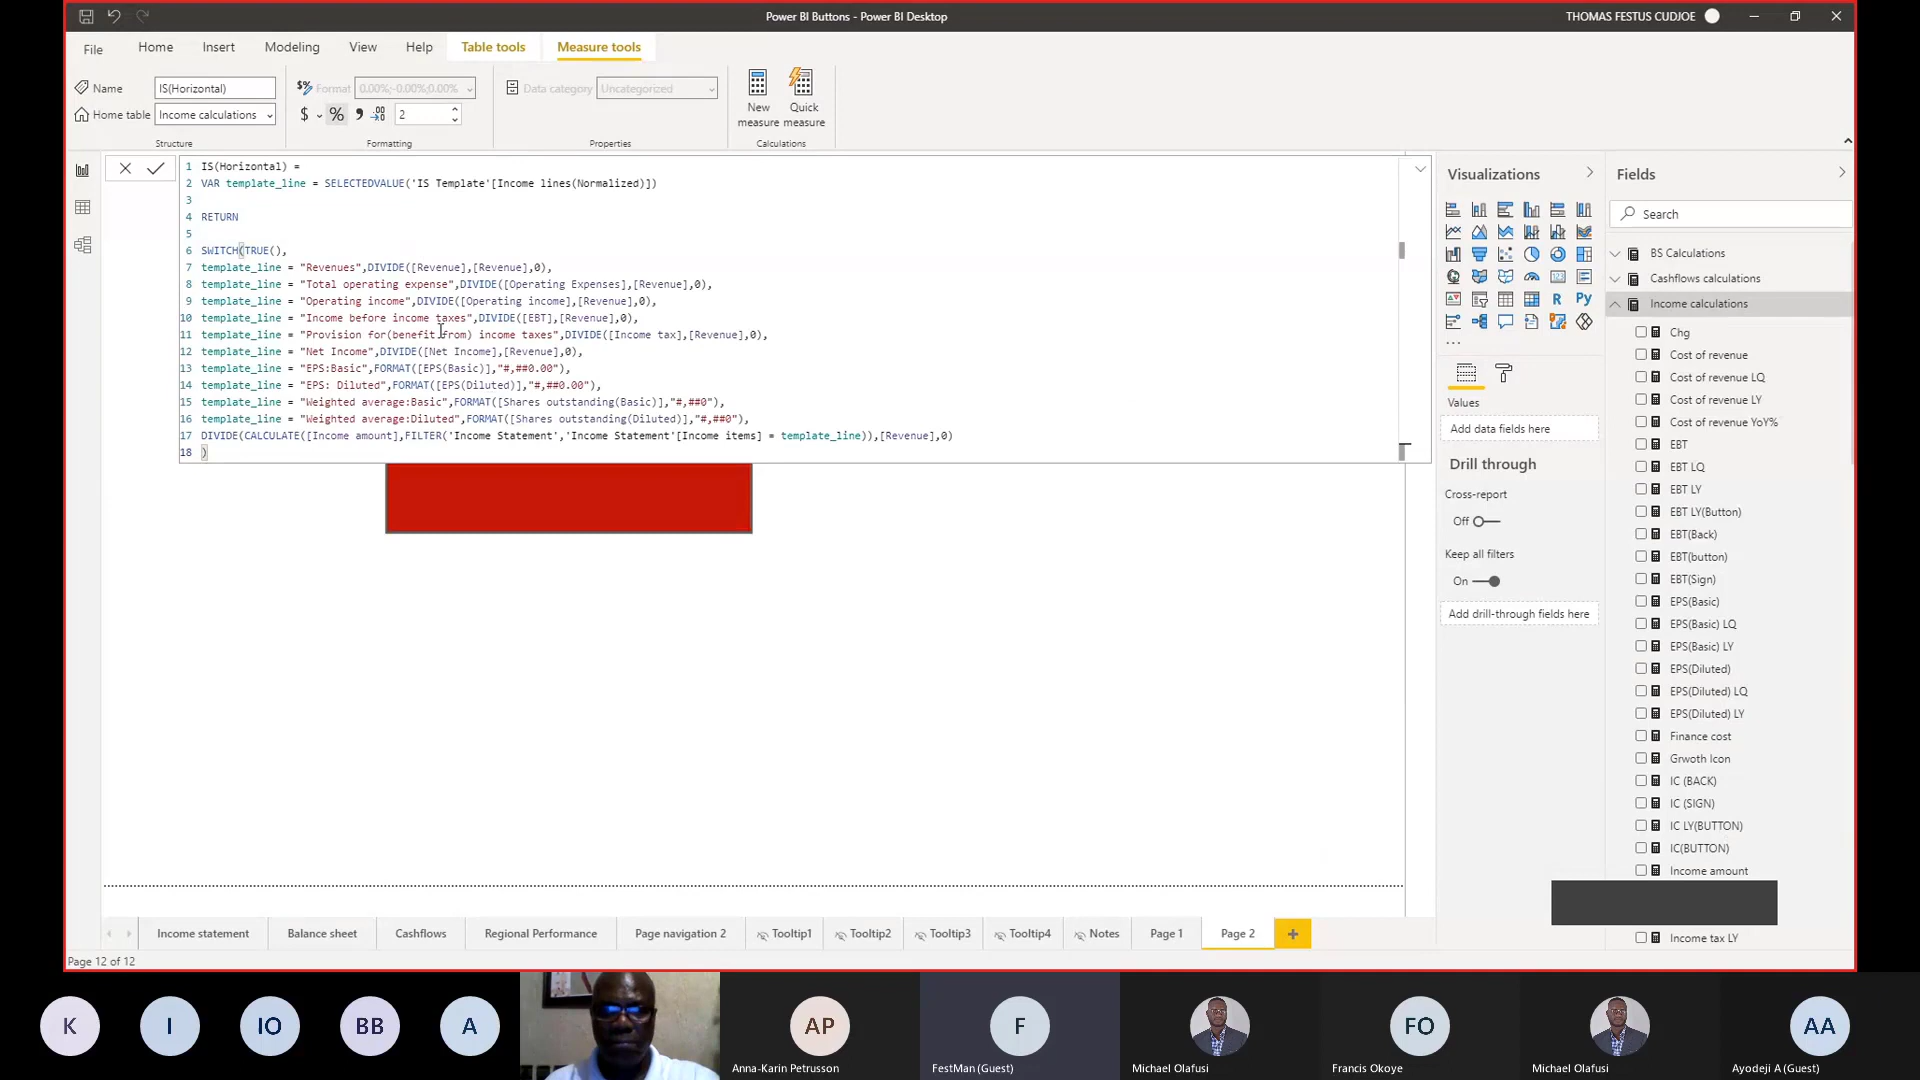 Power BI Buttons - Power BI Desktop
THOMAS FESTUS CUDJOE
File
Home
Insert
Modeling
View
Help
Table tools
Measure tools
Name
IS(Horizontal)
Home table
Income calculations
Structure
Format
0.00%;-0.00%;0.00%
$
%
2
Formatting
Data category
Uncategorized
Properties
New measure
Quick measure
Calculations
1 IS(Horizontal) =
2 VAR template_line = SELECTEDVALUE('IS Template'[Income lines(Normalized)])
3
4 RETURN
5
6 SWITCH(TRUE(),
7 template_line = "Revenues",DIVIDE([Revenue],[Revenue],0),
8 template_line = "Total operating expense",DIVIDE([Operating Expenses],[Revenue],0),
9 template_line = "Operating income",DIVIDE([Operating income],[Revenue],0),
10 template_line = "Income before income taxes",DIVIDE([EBT],[Revenue],0),
11 template_line = "Provision for(benefit from) income taxes",DIVIDE([Income tax],[Revenue],0),
12 template_line = "Net Income",DIVIDE([Net Income],[Revenue],0),
13 template_line = "EPS:Basic",FORMAT([EPS(Basic)],"#,##0.00"),
14 template_line = "EPS: Diluted",FORMAT([EPS(Diluted)],"#,##0.00"),
15 template_line = "Weighted average:Basic",FORMAT([Shares outstanding(Basic)],"#,##0"),
16 template_line = "Weighted average:Diluted",FORMAT([Shares outstanding(Diluted)],"#,##0"),
17 DIVIDE(CALCULATE([Income amount],FILTER('Income Statement','Income Statement'[Income items] = template_line)),[Revenue],0)
18 )
Visualizations
R
Py
...
Values
Add data fields here
Drill through
Cross-report
Off
Keep all filters
On
Add drill-through fields here
Fields
Search
BS Calculations
Cashflows calculations
Income calculations
Chg
Cost of revenue
Cost of revenue LQ
Cost of revenue LY
Cost of revenue YoY%
EBT
EBT LQ
EBT LY
EBT LY(Button)
EBT(Back)
EBT(button)
EBT(Sign)
EPS(Basic)
EPS(Basic) LQ
EPS(Basic) LY
EPS(Diluted)
EPS(Diluted) LQ
EPS(Diluted) LY
Finance cost
Grwoth Icon
IC (BACK)
IC (SIGN)
IC LY(BUTTON)
IC(BUTTON)
Income amount
Income tax LY
Income statement
Balance sheet
Cashflows
Regional Performance
Page navigation 2
Tooltip1
Tooltip2
Tooltip3
Tooltip4
Notes
Page 1
Page 2
+
Page 12 of 12
K
I
IO
BB
A
AP
F
FO
AA
Anna-Karin Petrusson
FestMan (Guest)
Michael Olafusi
Francis Okoye
Michael Olafusi
Ayodeji A (Guest)